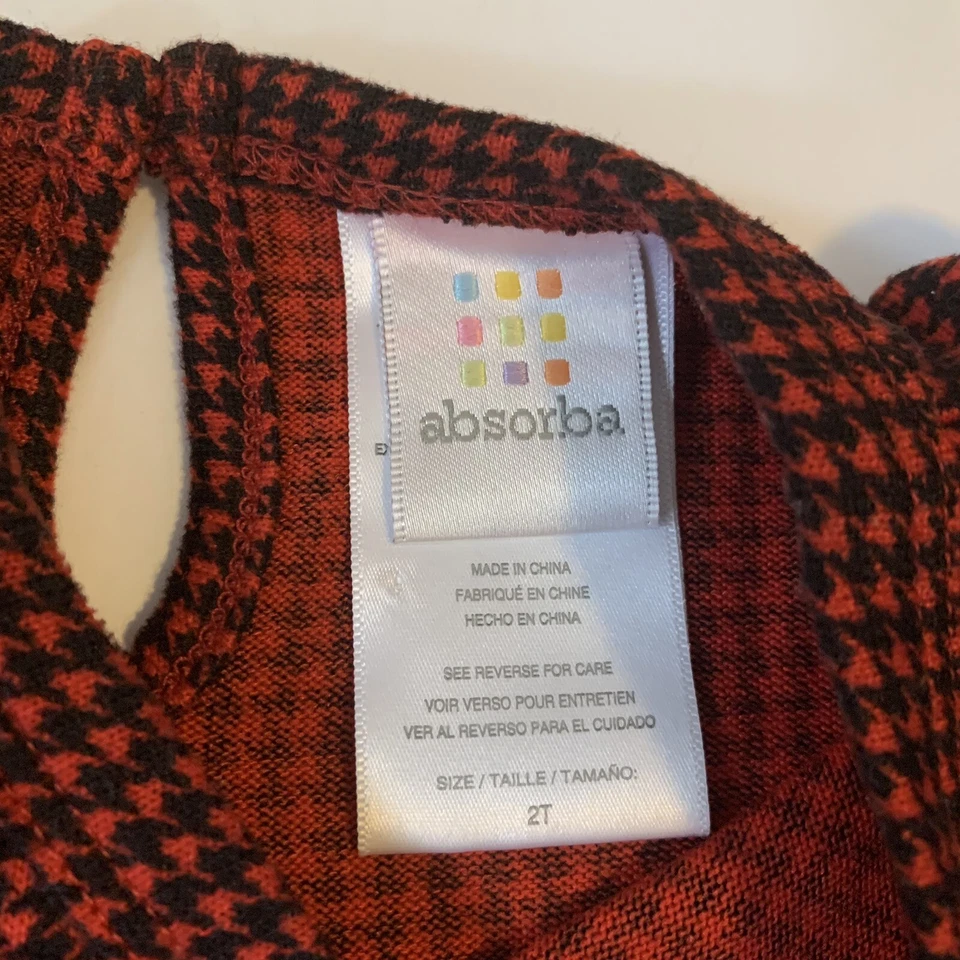 absorba
MADE IN CHINA
FABRIQUÉ EN CHINE
HECHO EN CHINA
SEE REVERSE FOR CARE
VOIR VERSO POUR ENTRETIEN
VER AL REVERSO PARA EL CUIDADO
SIZE / TAILLE / TAMAÑO:
2T